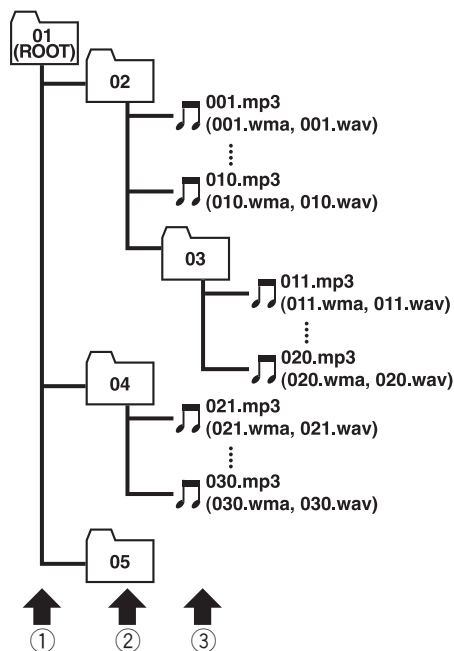 01
(ROOT)
02
001.mp3
(001.wma, 001.wav)
010.mp3
(010.wma, 010.wav)
03
011.mp3
(011.wma, 011.wav)
020.mp3
(020.wma, 020.wav)
04
021.mp3
(021.wma, 021.wav)
030.mp3
(030.wma, 030.wav)
05
① ② ③